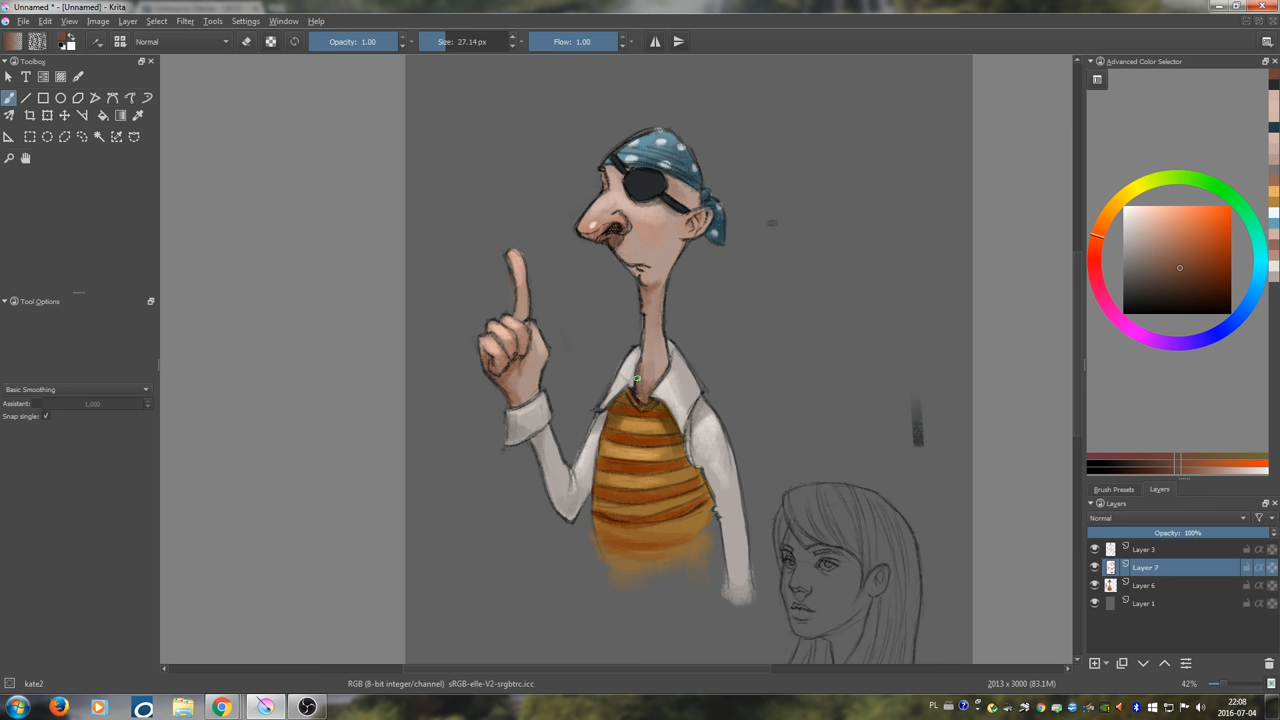 Unnamed * - [Unnamed] - Krita
File Edit View Image Layer Select Filter Tools Settings Window Help
Normal Opacity: 1.00 Size: 27.14 px Flow: 1.00
Toolbox
Advanced Color Selector
Tool Options
Basic Smoothing
Assistant: 1,000
Snap single:
Brush Presets Layers
Layers
Normal
Opacity: 100%
Layer 3
Layer 7
Layer 6
Layer 1
kate2 RGB (8-bit integer/channel) sRGB-elle-V2-srgbtrc.icc 2013 x 3000 (83.1M) 42%
PL 22:08
2016-07-04